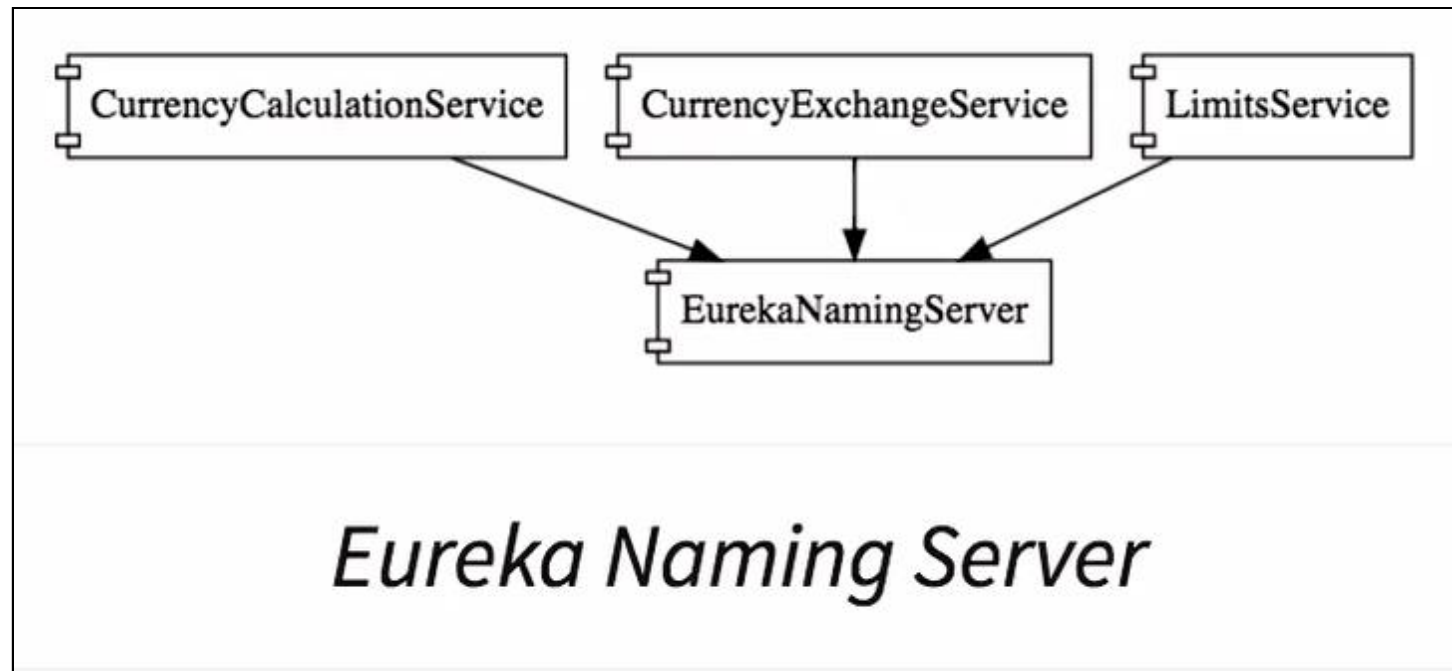 CurrencyCalculationService
CurrencyExchangeService
LimitsService
EurekaNamingServer
Eureka Naming Server